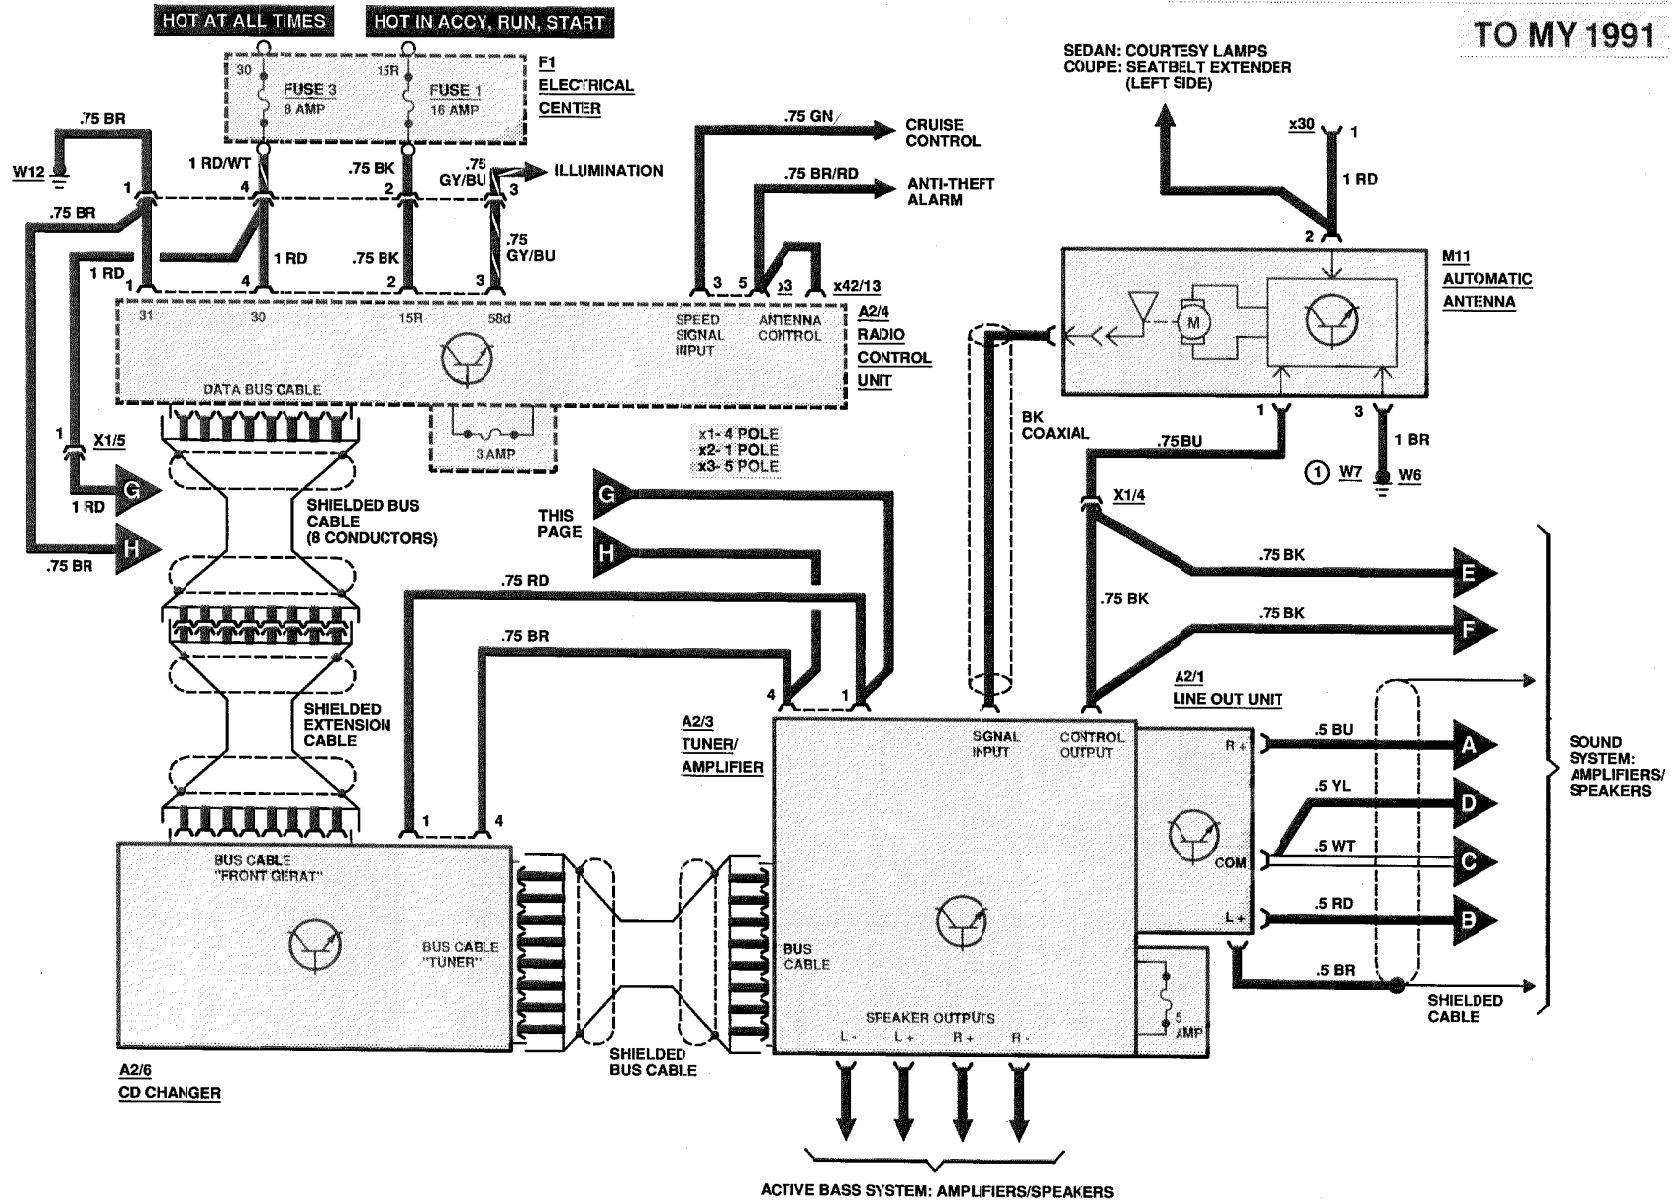 HOT AT ALL TIMES
HOT IN ACCY, RUN, START
TO MY 1991
SEDAN: COURTESY LAMPS
COUPE: SEATBELT EXTENDER
(LEFT SIDE)
30
FUSE 3
8 AMP
15R
FUSE 1
16 AMP
F1
ELECTRICAL
CENTER
.75 BR
W12
1 RD/WT
.75 BK
.75
GY/BU
ILLUMINATION
.75 GN/
CRUISE
CONTROL
.75 BR/RD
ANTI-THEFT
ALARM
x30
1
1 RD
2
1
4
2
3
.75 BR
1 RD
1 RD
.75 BK
.75
GY/BU
1
4
2
3
3
5
x42/13
M11
AUTOMATIC
ANTENNA
M
31
30
15R
58d
SPEED
SIGNAL
INPUT
ANTENNA
CONTROL
A2/4
RADIO
CONTROL
UNIT
DATA BUS CABLE
3 AMP
x1- 4 POLE
x2- 1 POLE
x3- 5 POLE
BK
COAXIAL
1
3
.75BU
1 BR
1
W7
W6
X1/4
1
X1/5
G
1 RD
H
.75 BR
SHIELDED BUS
CABLE
(8 CONDUCTORS)
THIS
PAGE
G
H
.75 RD
.75 BR
.75 BK
E
.75 BK
.75 BK
F
4
1
A2/3
TUNER/
AMPLIFIER
A2/1
LINE OUT UNIT
SHIELDED
EXTENSION
CABLE
SGNAL
INPUT
CONTROL
OUTPUT
R +
.5 BU
A
.5 YL
D
COM
.5 WT
C
L +
.5 RD
B
.5 BR
SHIELDED
CABLE
SOUND
SYSTEM:
AMPLIFIERS/
SPEAKERS
1
4
BUS CABLE
"FRONT GERAT"
BUS CABLE
"TUNER"
BUS
CABLE
SPEAKER OUTPUTS
L -
L +
R +
R -
5
AMP
A2/6
CD CHANGER
SHIELDED
BUS CABLE
ACTIVE BASS SYSTEM: AMPLIFIERS/SPEAKERS